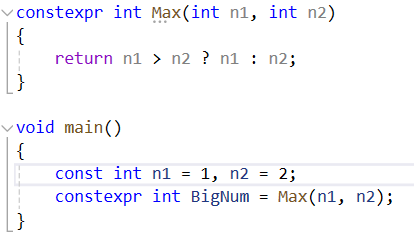 constexpr int Max(int n1, int n2)
{
    return n1 > n2 ? n1 : n2;
}
void main()
{
    const int n1 = 1, n2 = 2;
    constexpr int BigNum = Max(n1, n2);
}